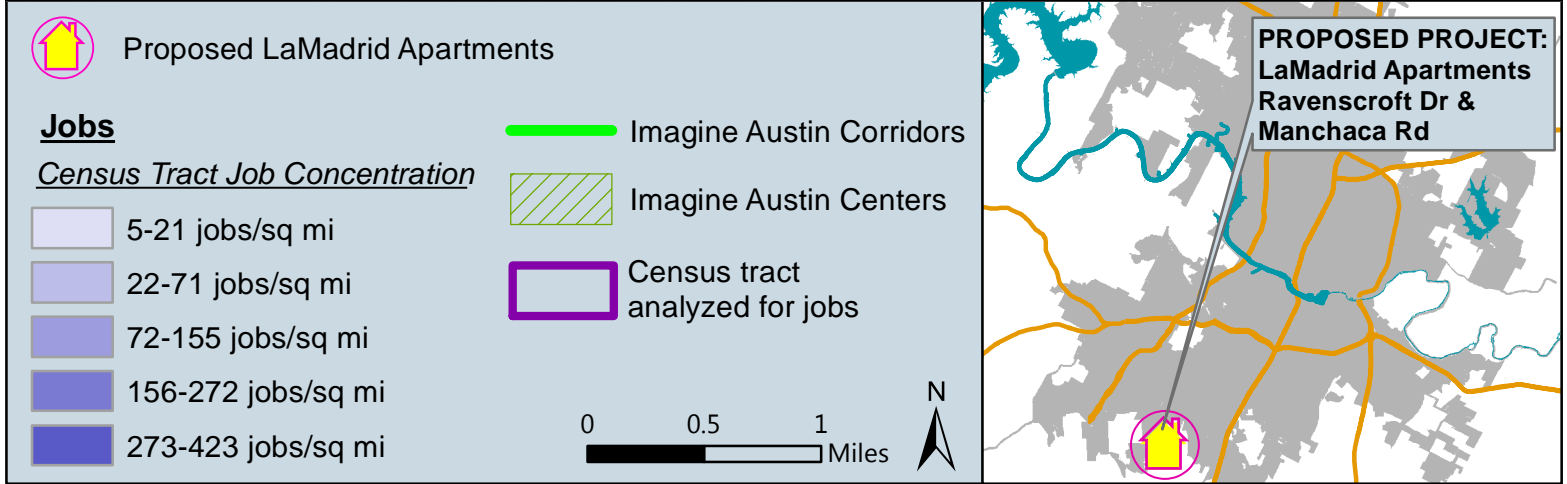 Proposed LaMadrid Apartments
Jobs
Census Tract Job Concentration
5-21 jobs/sq mi
22-71 jobs/sq mi
72-155 jobs/sq mi
156-272 jobs/sq mi
273-423 jobs/sq mi
Imagine Austin Corridors
Imagine Austin Centers
Census tract
analyzed for jobs
0 0.5 1
Miles
N
PROPOSED PROJECT:
LaMadrid Apartments
Ravenscroft Dr &
Manchaca Rd